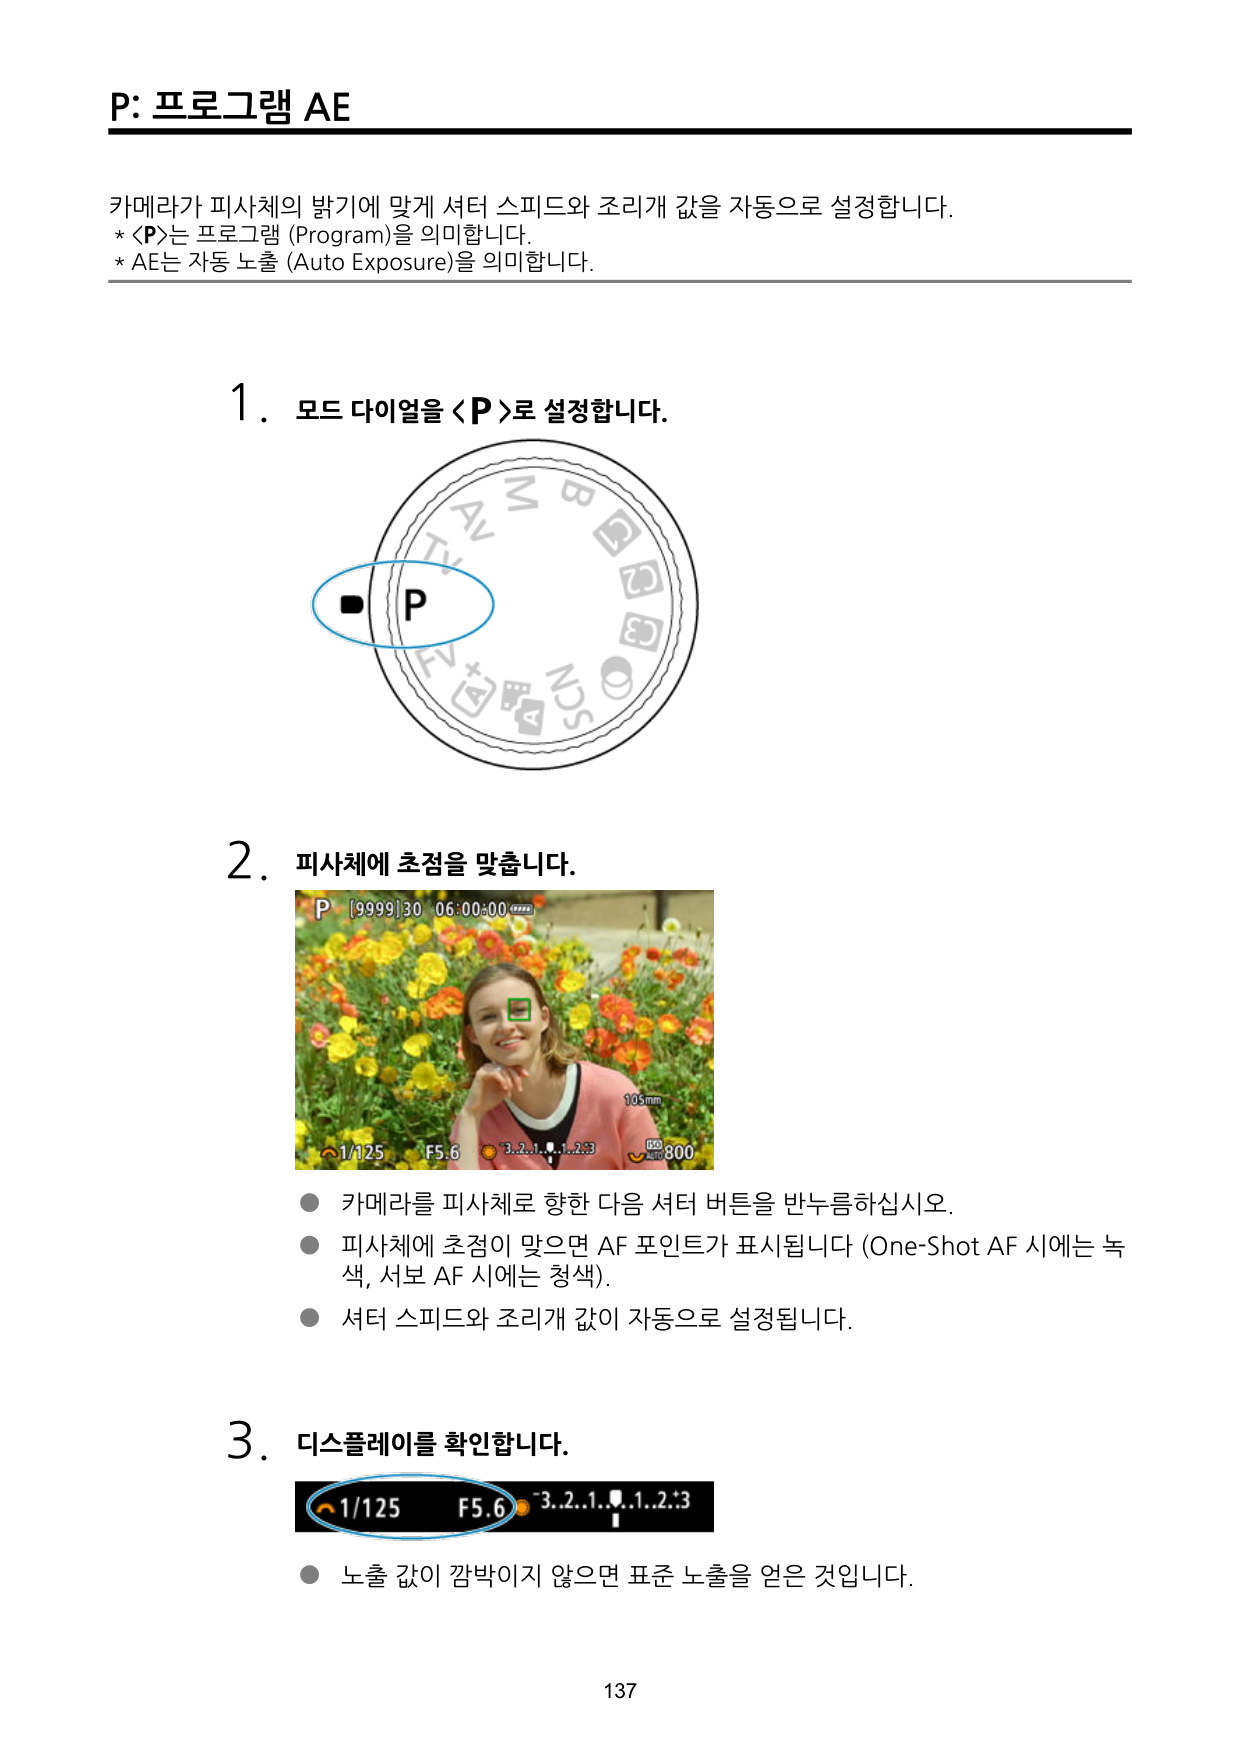 P: 프로그램 AE
카메라가 피사체의 밝기에 맞게 셔터 스피드와 조리개 값을 자동으로 설정합니다.
* <P>는 프로그램 (Program)을 의미합니다.
* AE는 자동 노출 (Auto Exposure)을 의미합니다.
1. 모드 다이얼을 <P>로 설정합니다.
M
B
Av
C1
Tv
C2
P
C3
Fv
A+
A
SCN
2. 피사체에 초점을 맞춥니다.
P [9999]30 06:00:00
105mm
1/125 F5.6 -3..2..1..▼..1..2..+3 ISO AUTO 800
● 카메라를 피사체로 향한 다음 셔터 버튼을 반누름하십시오.
● 피사체에 초점이 맞으면 AF 포인트가 표시됩니다 (One-Shot AF 시에는 녹
색, 서보 AF 시에는 청색).
● 셔터 스피드와 조리개 값이 자동으로 설정됩니다.
3. 디스플레이를 확인합니다.
1/125 F5.6 -3..2..1..▼..1..2..+3
● 노출 값이 깜박이지 않으면 표준 노출을 얻은 것입니다.
137